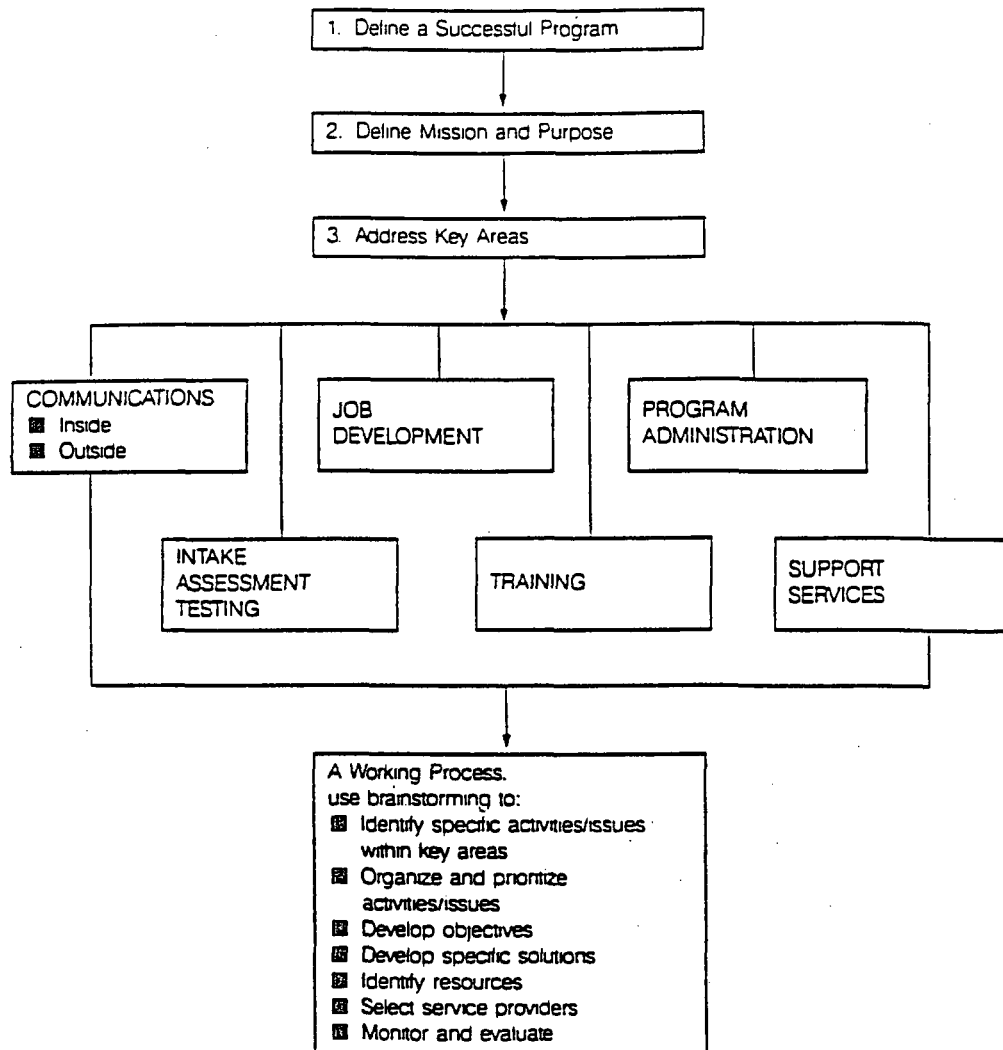 1. Define a Successful Program
2. Define Mission and Purpose
3. Address Key Areas
COMMUNICATIONS
Inside
Outside
JOB
DEVELOPMENT
PROGRAM
ADMINISTRATION
INTAKE
ASSESSMENT
TESTING
TRAINING
SUPPORT
SERVICES
A Working Process.
use brainstorming to:
Identify specific activities/issues
within key areas
Organize and prioritize
activities/issues
Develop objectives
Develop specific solutions
Identify resources
Select service providers
Monitor and evaluate